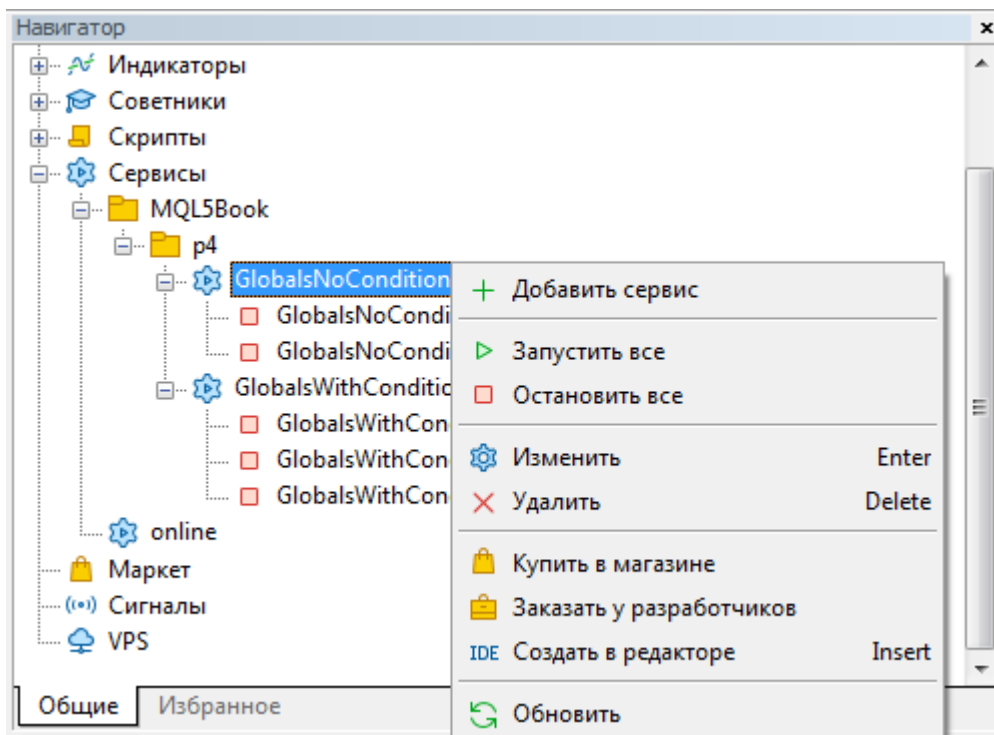 Навигатор
Индикаторы
Советники
Скрипты
Сервисы
MQL5Book
p4
GlobalsNoCondition
GlobalsNoCondi
GlobalsNoCondi
GlobalsWithConditic
GlobalsWithCon
GlobalsWithCon
GlobalsWithCon
online
Маркет
Сигналы
VPS
Общие Избранное
Добавить сервис
Запустить все
Остановить все
Изменить Enter
Удалить Delete
Купить в магазине
Заказать у разработчиков
IDE Создать в редакторе Insert
Обновить